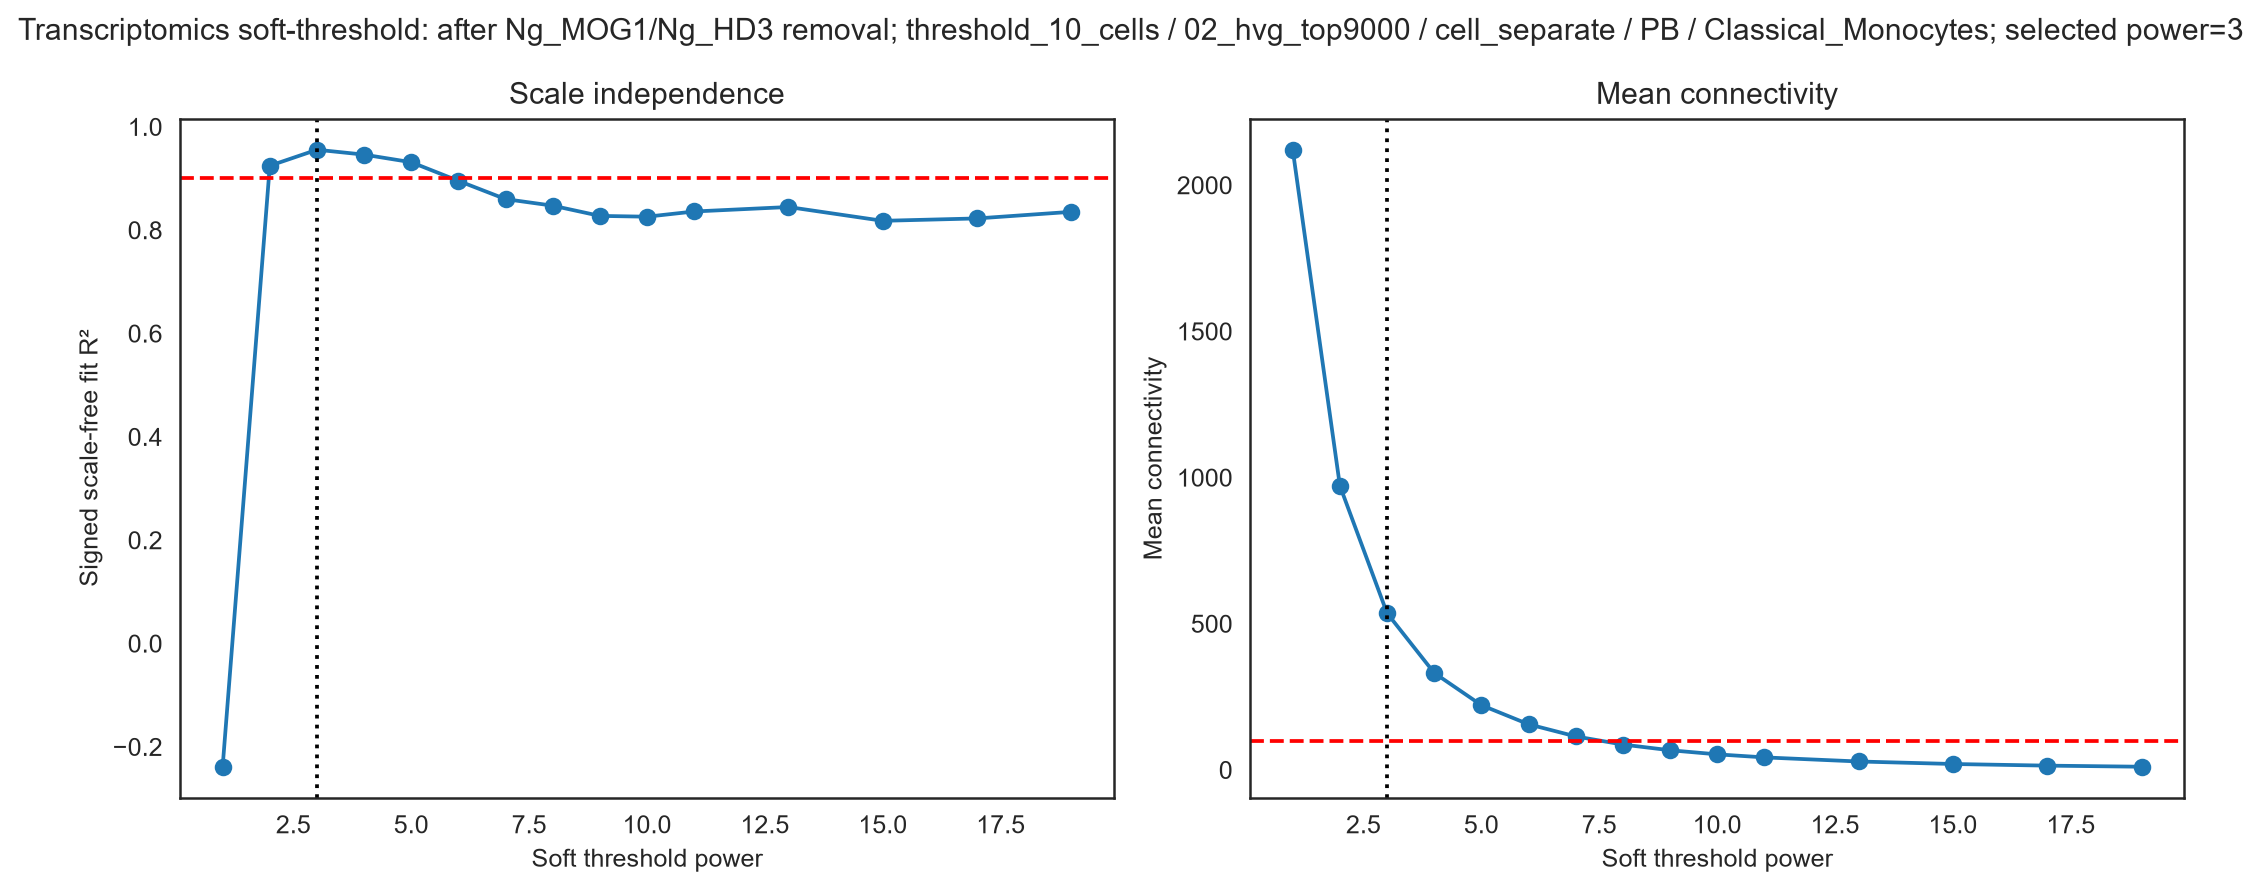 Transcriptomics soft-threshold: after Ng_MOG1/Ng_HD3 removal; threshold_10_cells / 02_hvg_top9000 / cell_separate / PB / Classical_Monocytes; selected power=3
Scale independence
Signed scale-free fit R²
1.0
0.8
0.6
0.4
0.2
0.0
−0.2
2.5 5.0 7.5 10.0 12.5 15.0 17.5
Soft threshold power
Mean connectivity
Mean connectivity
2000
1500
1000
500
0
2.5 5.0 7.5 10.0 12.5 15.0 17.5
Soft threshold power